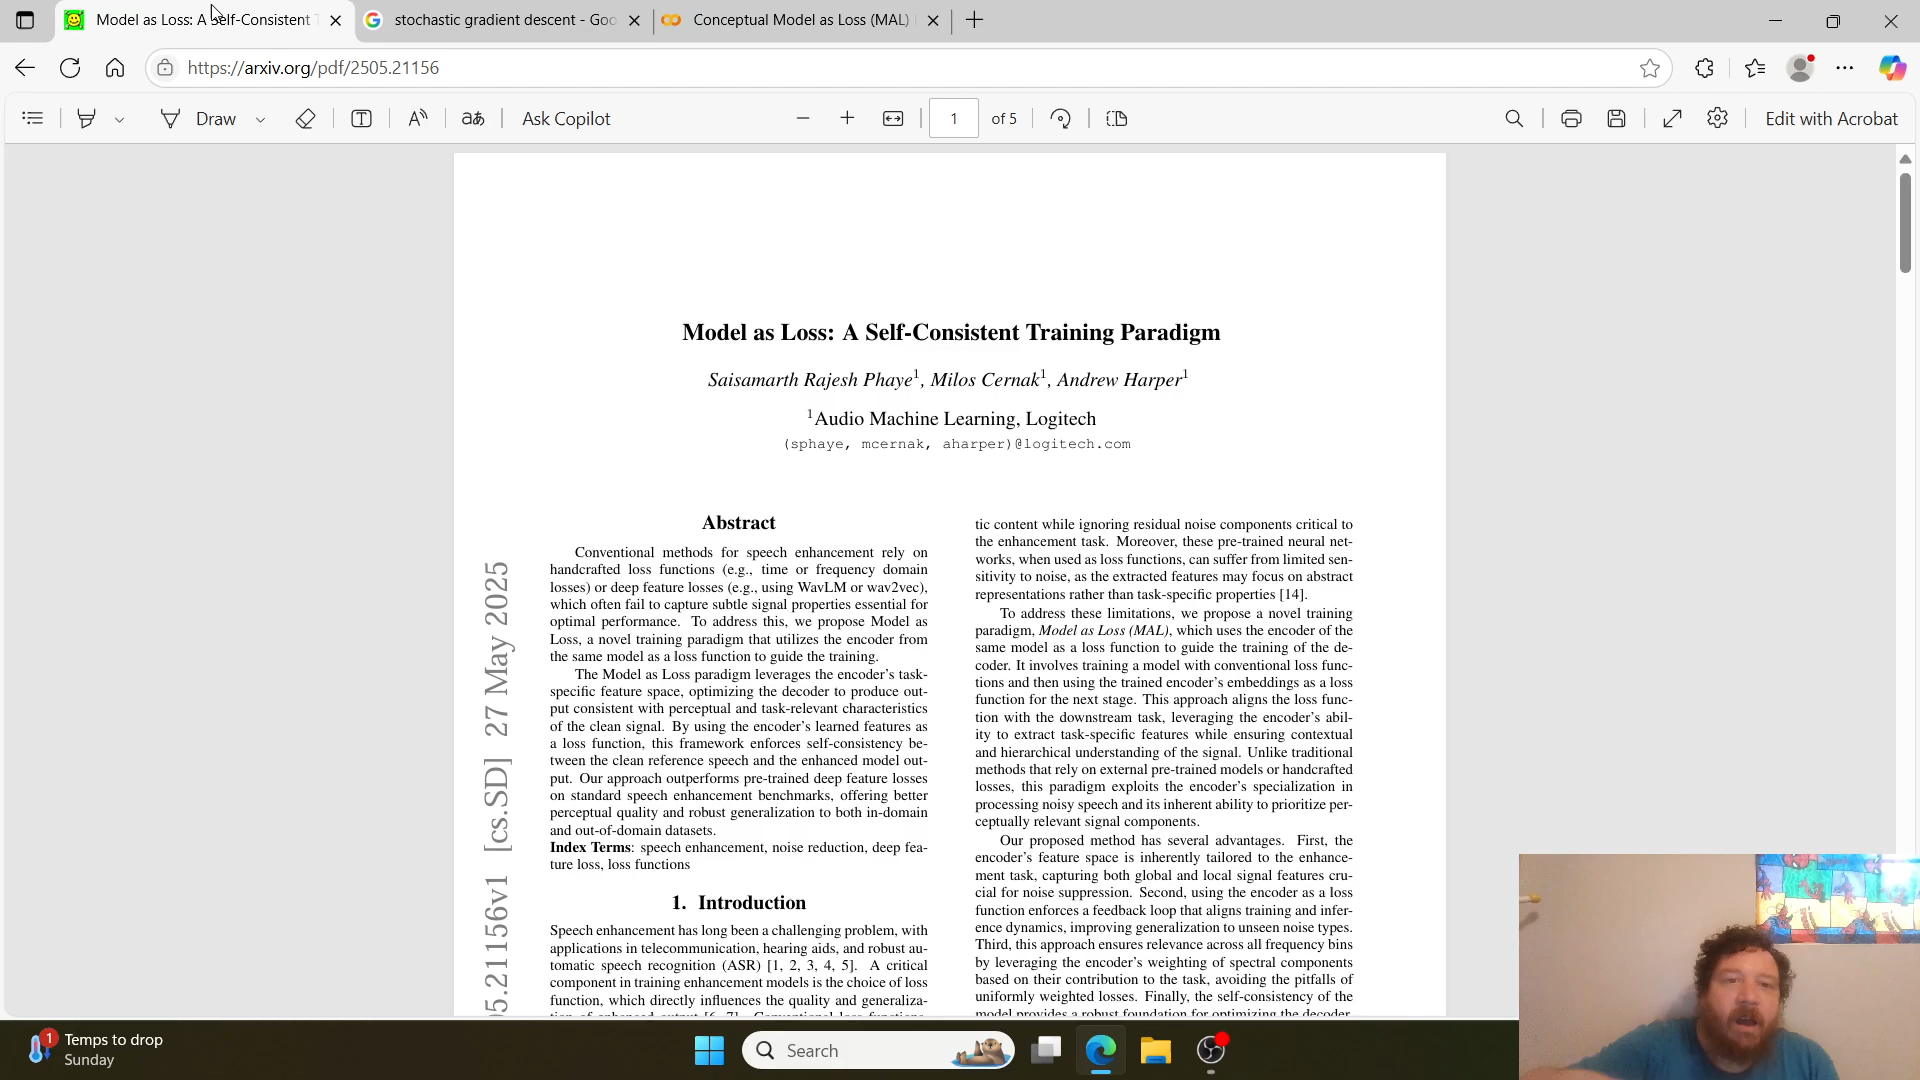 Model as Loss: A Self-Consistent T
stochastic gradient descent - Goo
Conceptual Model as Loss (MAL)
https://arxiv.org/pdf/2505.21156
Draw
aあ
Ask Copilot
1
of 5
Edit with Acrobat
Model as Loss: A Self-Consistent Training Paradigm
Saisamarth Rajesh Phaye1, Milos Cernak1, Andrew Harper1
1Audio Machine Learning, Logitech
(sphaye, mcernak, aharper)@logitech.com
05.21156v1 [cs.SD] 27 May 2025
Abstract
Conventional methods for speech enhancement rely on
handcrafted loss functions (e.g., time or frequency domain
losses) or deep feature losses (e.g., using WavLM or wav2vec),
which often fail to capture subtle signal properties essential for
optimal performance. To address this, we propose Model as
Loss, a novel training paradigm that utilizes the encoder from
the same model as a loss function to guide the training.
The Model as Loss paradigm leverages the encoder's task-
specific feature space, optimizing the decoder to produce out-
put consistent with perceptual and task-relevant characteristics
of the clean signal. By using the encoder's learned features as
a loss function, this framework enforces self-consistency be-
tween the clean reference speech and the enhanced model out-
put. Our approach outperforms pre-trained deep feature losses
on standard speech enhancement benchmarks, offering better
perceptual quality and robust generalization to both in-domain
and out-of-domain datasets.
Index Terms: speech enhancement, noise reduction, deep fea-
ture loss, loss functions
1. Introduction
Speech enhancement has long been a challenging problem, with
applications in telecommunication, hearing aids, and robust au-
tomatic speech recognition (ASR) [1, 2, 3, 4, 5]. A critical
component in training enhancement models is the choice of loss
function, which directly influences the quality and generaliza-
tion of enhanced output [6, 7]. Conventional loss functions,
tic content while ignoring residual noise components critical to
the enhancement task. Moreover, these pre-trained neural net-
works, when used as loss functions, can suffer from limited sen-
sitivity to noise, as the extracted features may focus on abstract
representations rather than task-specific properties [14].
To address these limitations, we propose a novel training
paradigm, Model as Loss (MAL), which uses the encoder of the
same model as a loss function to guide the training of the de-
coder. It involves training a model with conventional loss func-
tions and then using the trained encoder's embeddings as a loss
function for the next stage. This approach aligns the loss func-
tion with the downstream task, leveraging the encoder's abil-
ity to extract task-specific features while ensuring contextual
and hierarchical understanding of the signal. Unlike traditional
methods that rely on external pre-trained models or handcrafted
losses, this paradigm exploits the encoder's specialization in
processing noisy speech and its inherent ability to prioritize per-
ceptually relevant signal components.
Our proposed method has several advantages. First, the
encoder's feature space is inherently tailored to the enhance-
ment task, capturing both global and local signal features cru-
cial for noise suppression. Second, using the encoder as a loss
function enforces a feedback loop that aligns training and infer-
ence dynamics, improving generalization to unseen noise types.
Third, this approach ensures relevance across all frequency bins
by leveraging the encoder's weighting of spectral components
based on their contribution to the task, avoiding the pitfalls of
uniformly weighted losses. Finally, the self-consistency of the
model provides a robust foundation for optimizing the decoder,
1
Temps to drop
Sunday
Search